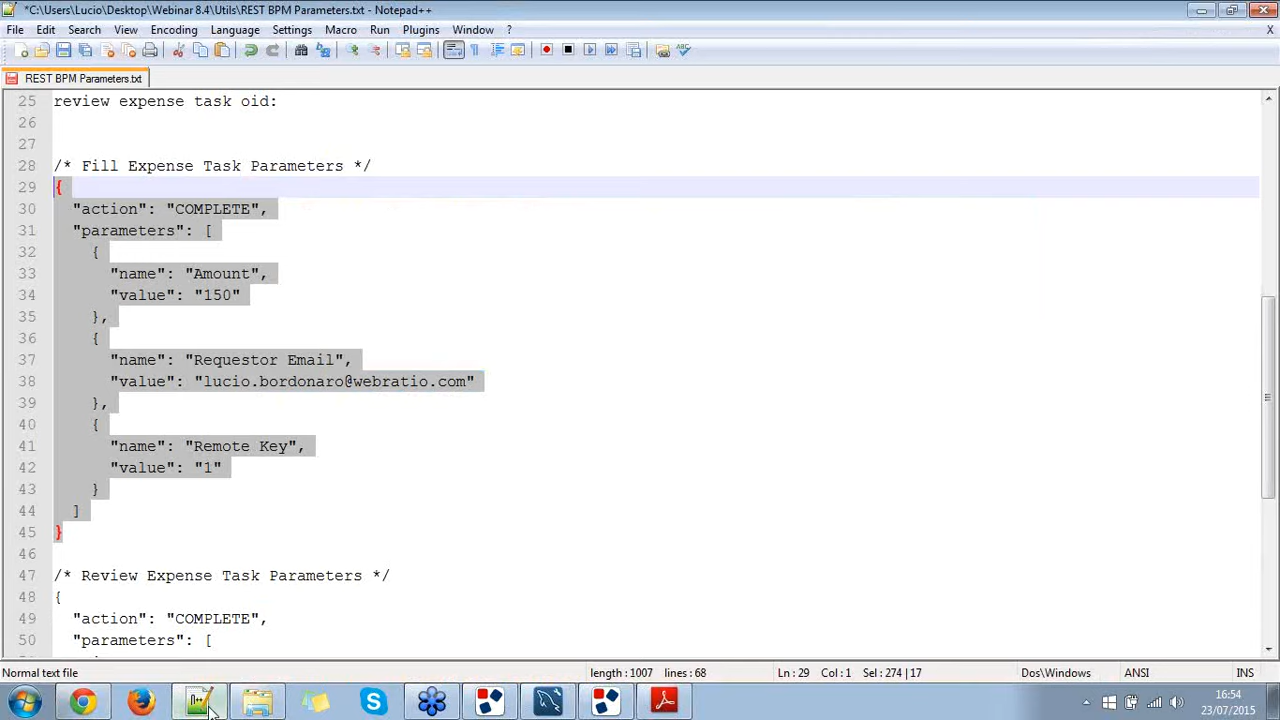 *C:\Users\Lucio\Desktop\Webinar 8.4\Utils\REST BPM Parameters.txt - Notepad++
File Edit Search View Encoding Language Settings Macro Run Plugins Window ? X
REST BPM Parameters.txt
25 review expense task oid:
26
27
28 /* Fill Expense Task Parameters */
29 {
30 "action": "COMPLETE",
31 "parameters": [
32 {
33 "name": "Amount",
34 "value": "150"
35 },
36 {
37 "name": "Requestor Email",
38 "value": "lucio.bordonaro@webratio.com"
39 },
40 {
41 "name": "Remote Key",
42 "value": "1"
43 }
44 ]
45 }
46
47 /* Review Expense Task Parameters */
48 {
49 "action": "COMPLETE",
50 "parameters": [
Normal text file length : 1007 lines : 68 Ln : 29 Col : 1 Sel : 274 | 17 Dos\Windows ANSI INS
16:54
23/07/2015